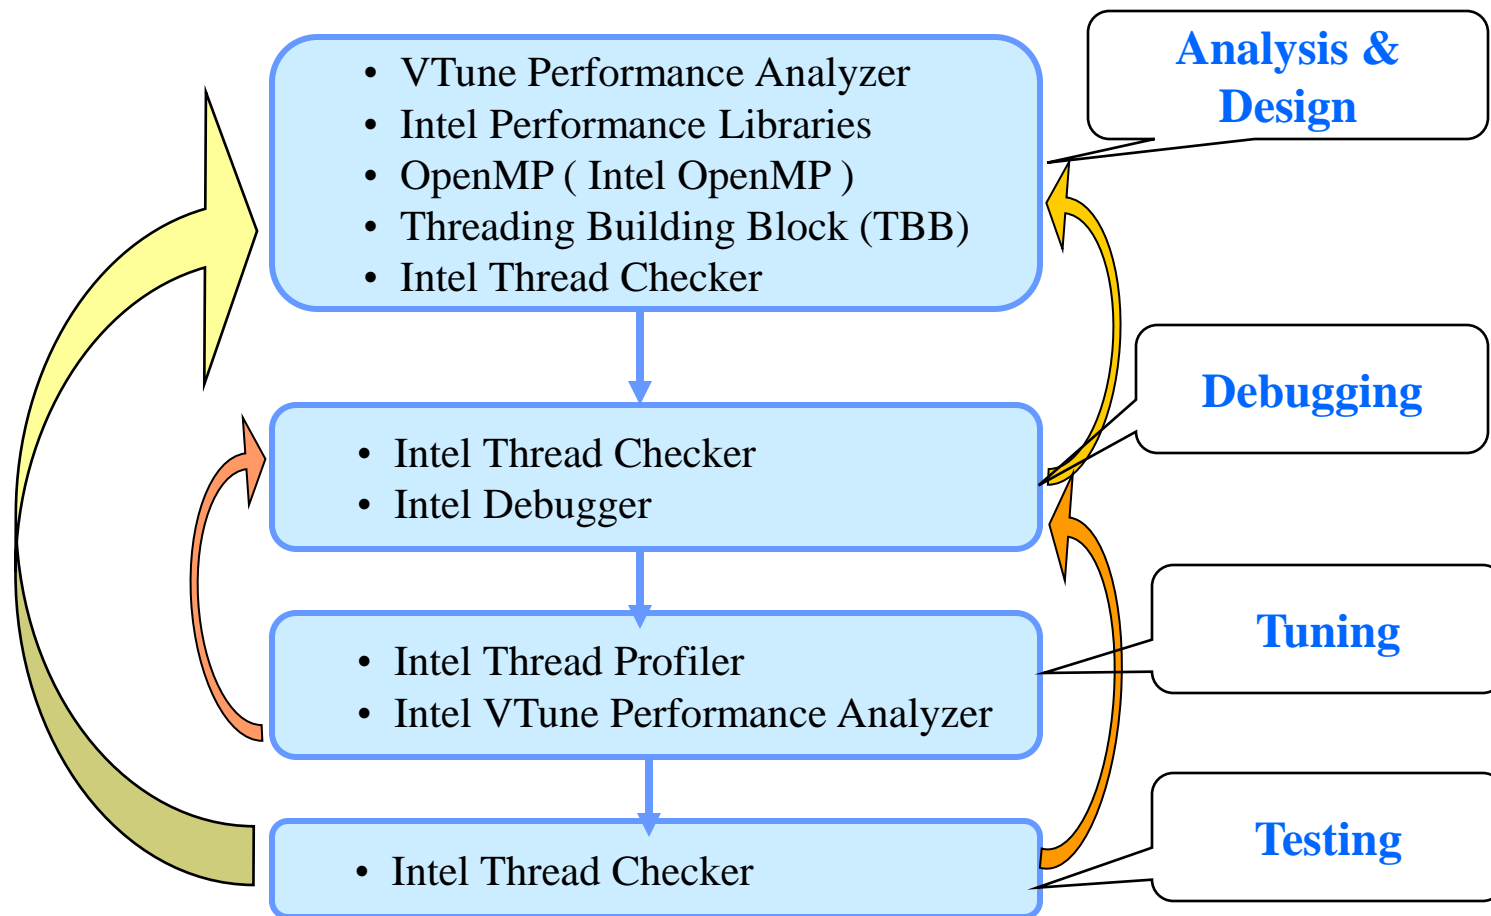 • VTune Performance Analyzer
• Intel Performance Libraries
• OpenMP ( Intel OpenMP )
• Threading Building Block (TBB)
• Intel Thread Checker
Analysis &
Design
• Intel Thread Checker
• Intel Debugger
Debugging
• Intel Thread Profiler
• Intel VTune Performance Analyzer
Tuning
• Intel Thread Checker
Testing